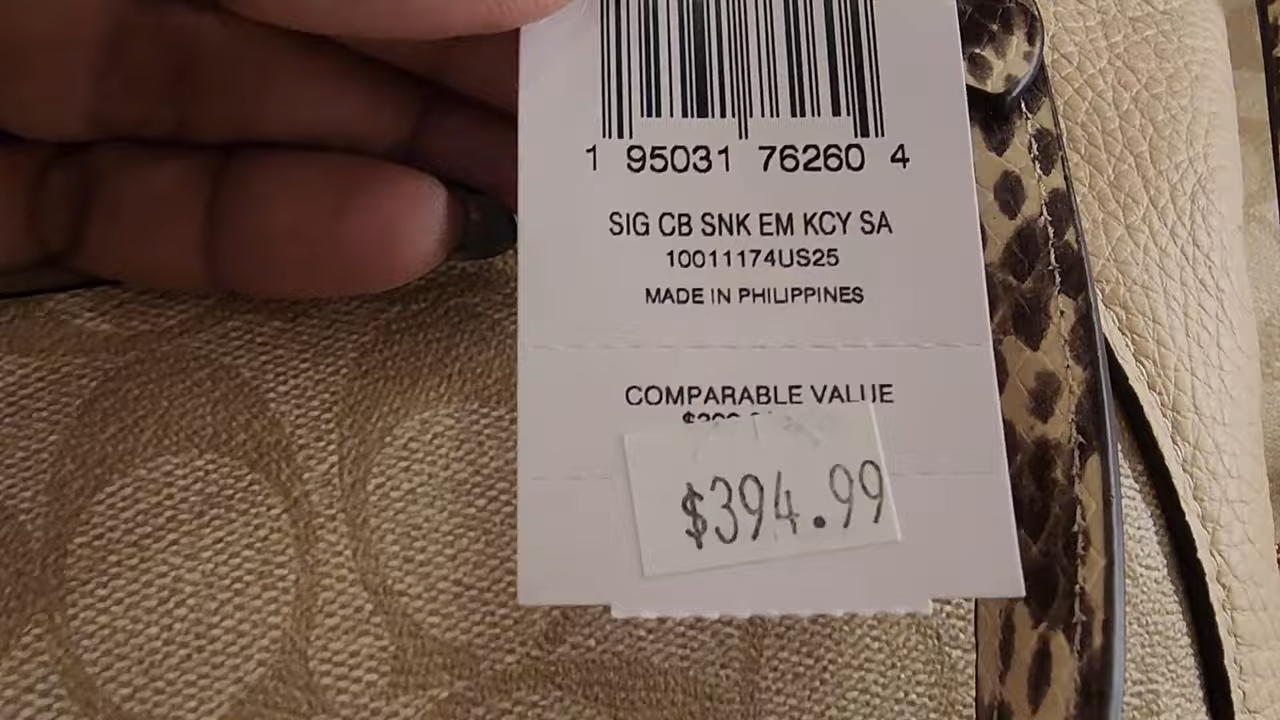 1 95031 76260 4
SIG CB SNK EM KCY SA
10011174US25
MADE IN PHILIPPINES
COMPARABLE VALUE
$394.99